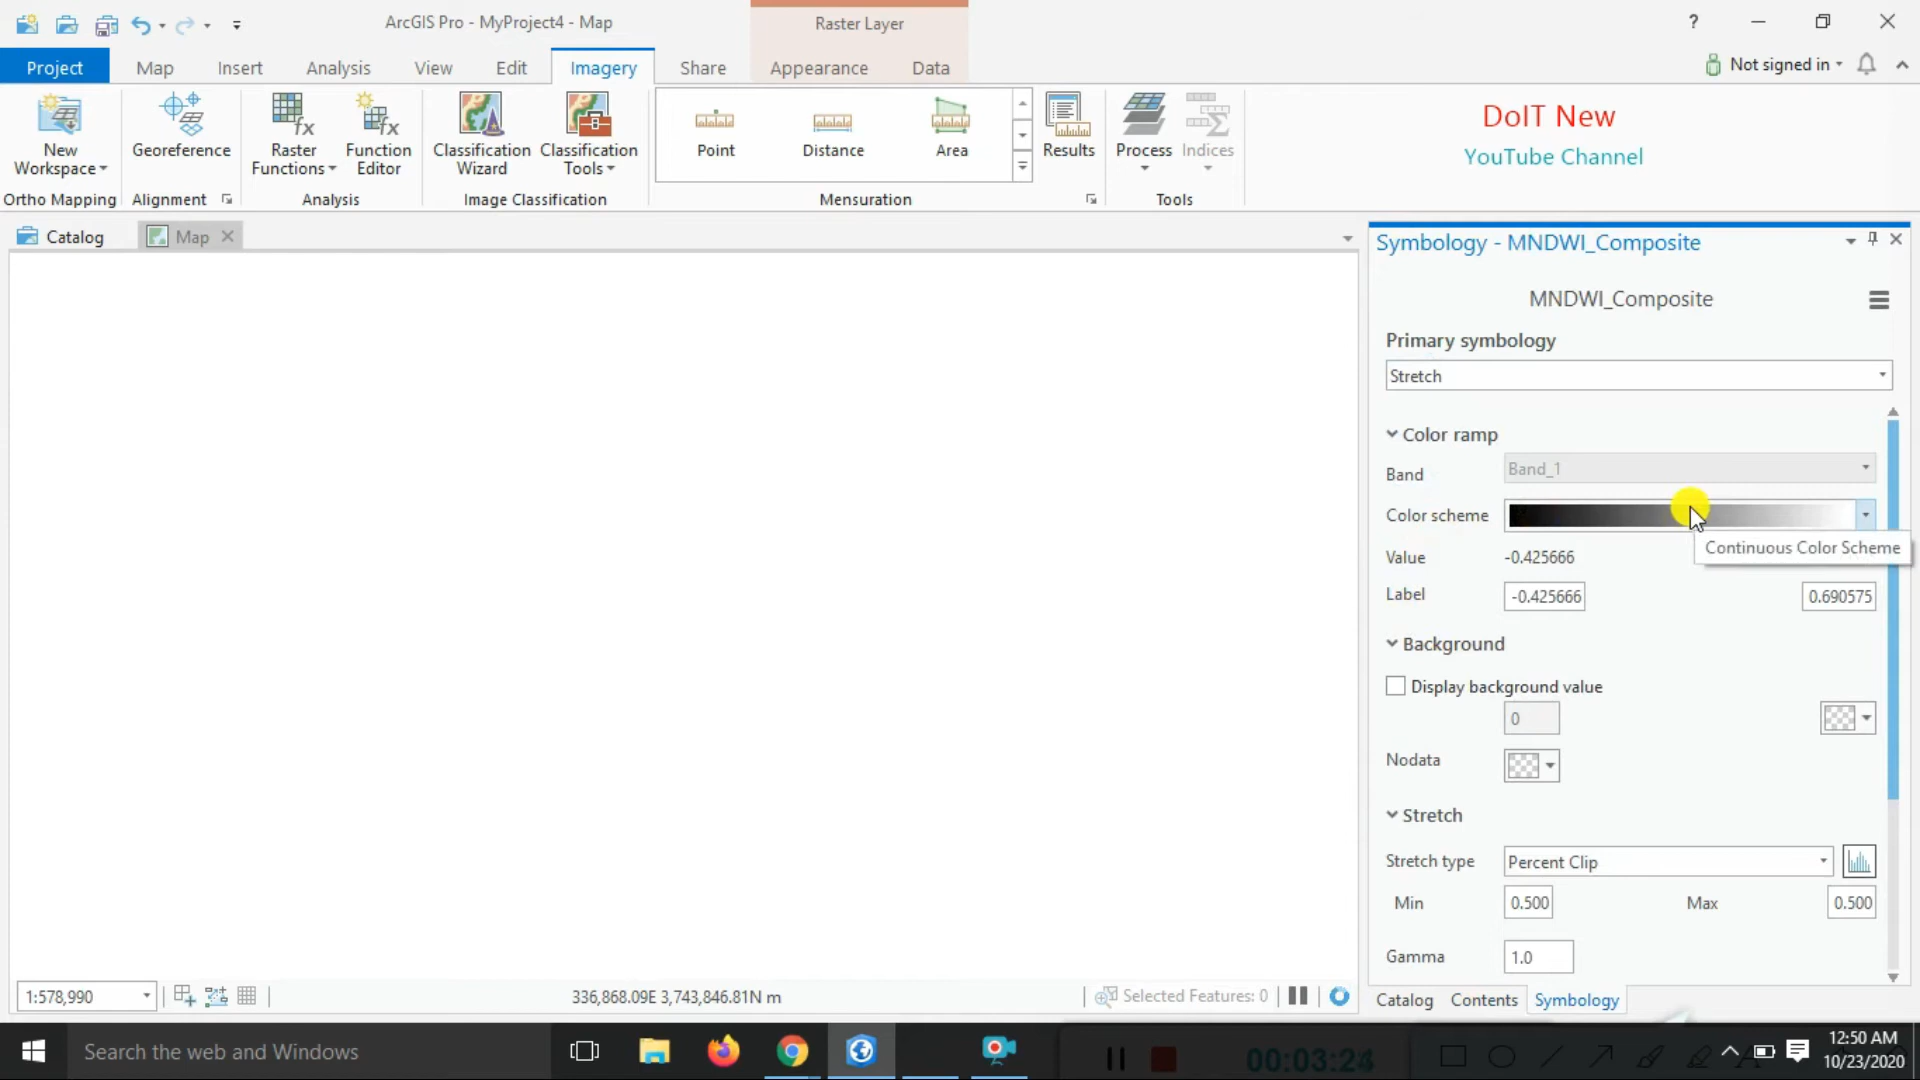 ArcGIS Pro - MyProject4 - Map
Raster Layer
?
Project
Map
Insert
Analysis
View
Edit
Imagery
Share
Appearance
Data
Not signed in
New
Workspace
Georeference
Raster
Functions
Function
Editor
Classification
Wizard
Classification
Tools
Point
Distance
Area
Results
Process
Indices
Ortho Mapping
Alignment
Analysis
Image Classification
Mensuration
Tools
DoIT New
YouTube Channel
Catalog
Map
Symbology - MNDWI_Composite
MNDWI_Composite
Primary symbology
Stretch
Color ramp
Band
Band_1
Color scheme
Continuous Color Scheme
Value
-0.425666
Label
-0.425666
0.690575
Background
Display background value
0
Nodata
Stretch
Stretch type
Percent Clip
Min
0.500
Max
0.500
Gamma
1.0
1:578,990
336,868.09E 3,743,846.81N m
Selected Features: 0
Catalog
Contents
Symbology
Search the web and Windows
00:03:24
12:50 AM
10/23/2020